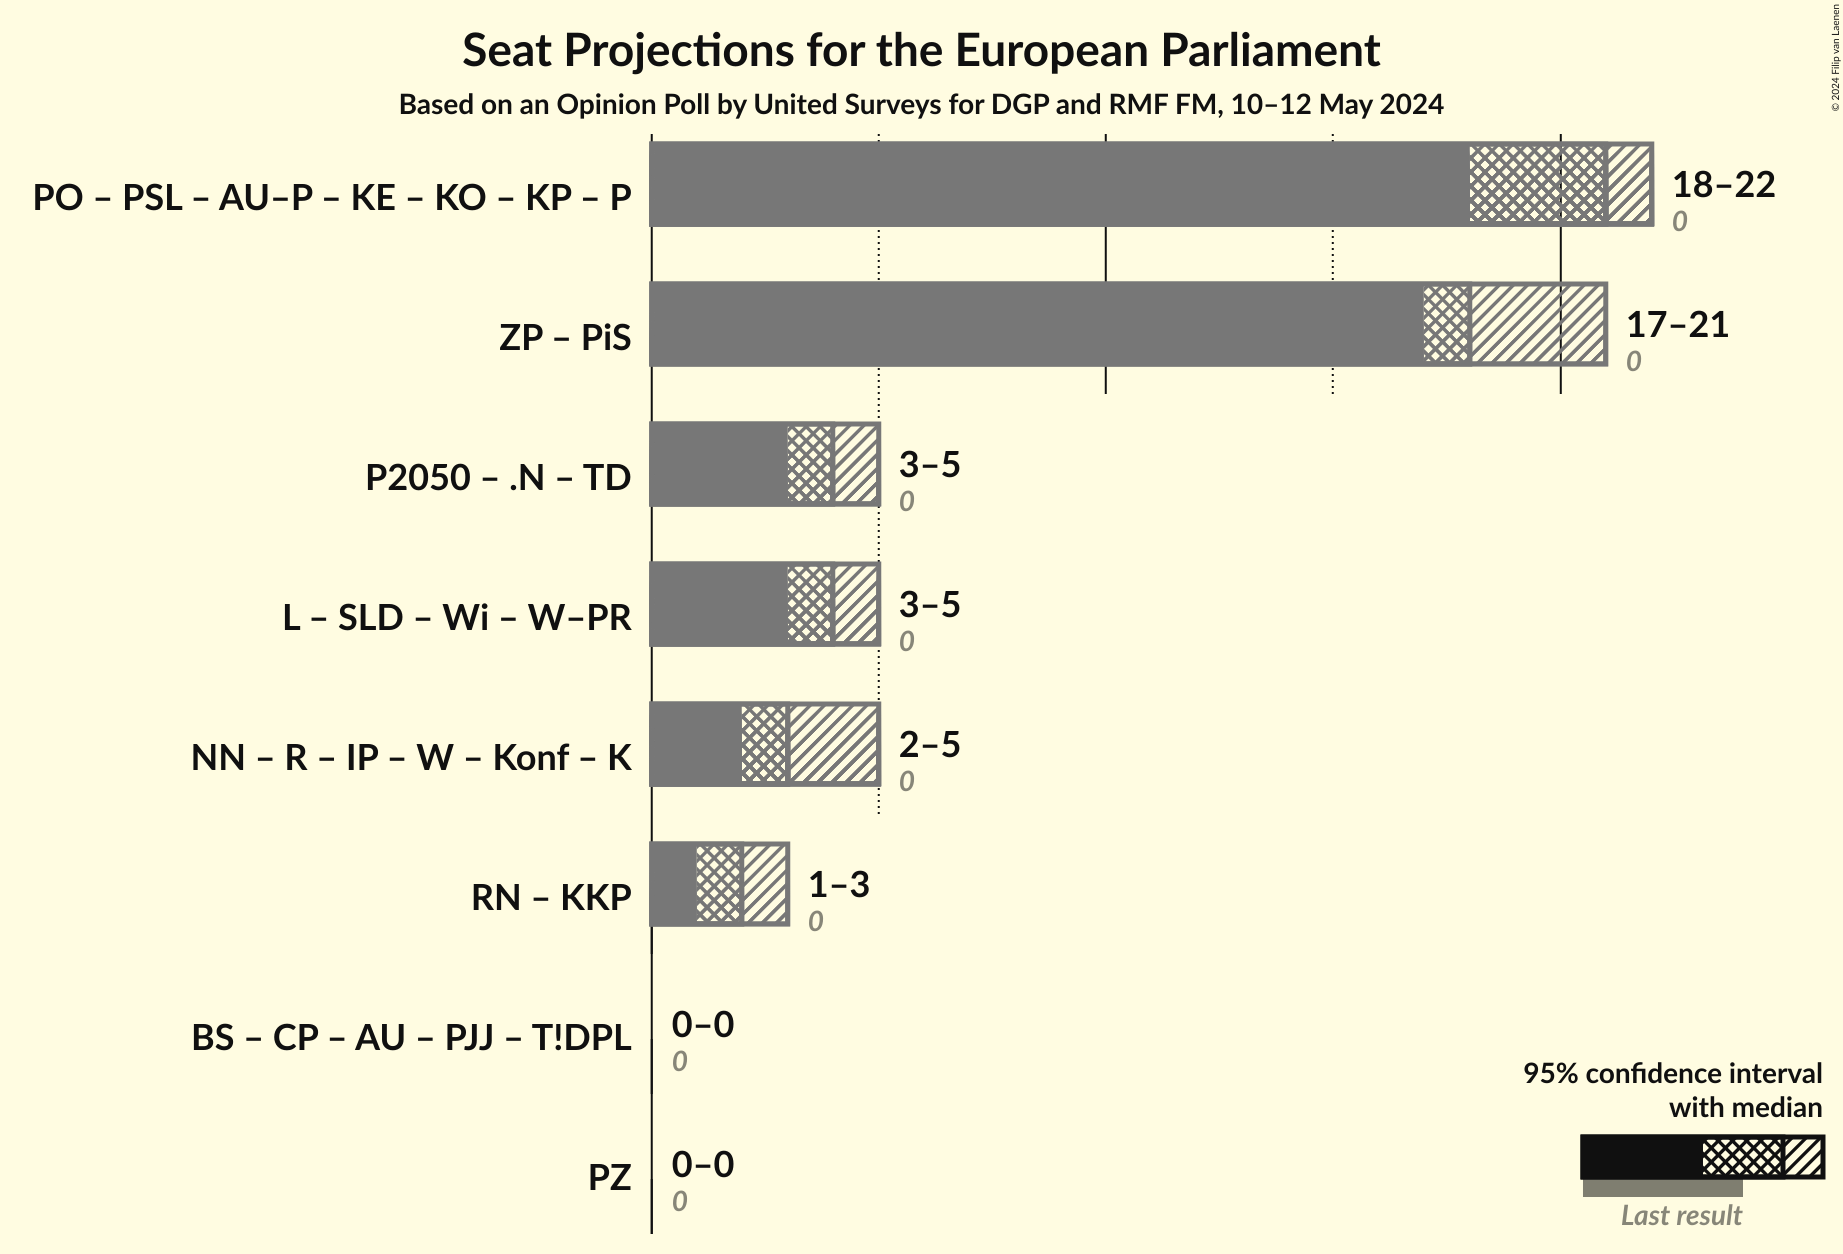 Seat Projections for the European Parliament
Based on an Opinion Poll by United Surveys for DGP and RMF FM, 10–12 May 2024
© 2024 Filip van Laenen
PO – PSL – AU–P – KE – KO – KP – P
18–22
0
ZP – PiS
17–21
0
P2050 – .N – TD
3–5
0
L – SLD – Wi – W–PR
3–5
0
NN – R – IP – W – Konf – K
2–5
0
RN – KKP
1–3
0
BS – CP – AU – PJJ – T!DPL
0–0
0
PZ
0–0
0
95% confidence interval
with median
Last result